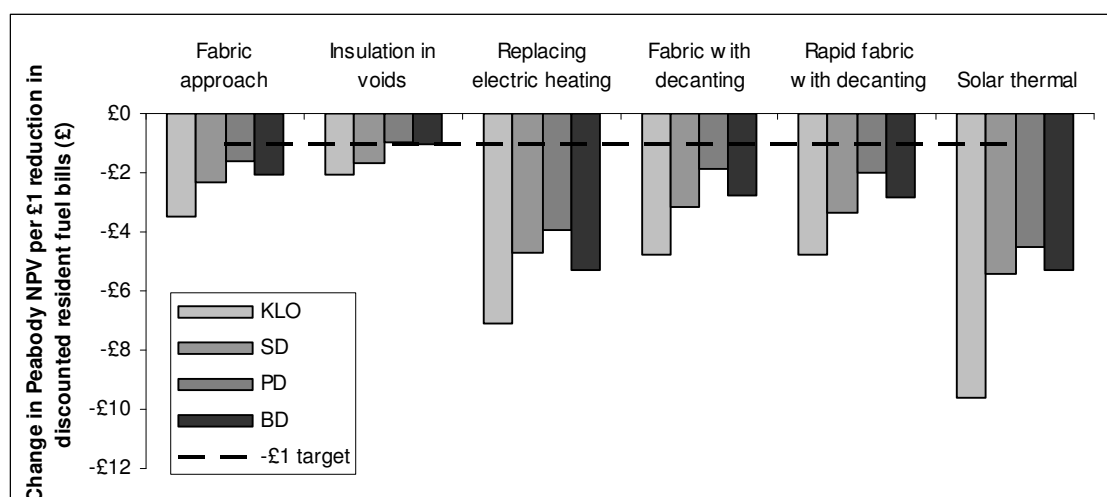 Fabric
approach
Insulation in
voids
Replacing
electric heating
Fabric with
decanting
Rapid fabric
with decanting
Solar thermal
Change in Peabody NPV per £1 reduction in
discounted resident fuel bills (£)
£0
-£2
-£4
-£6
-£8
-£10
-£12
KLO
SD
PD
BD
-£1 target